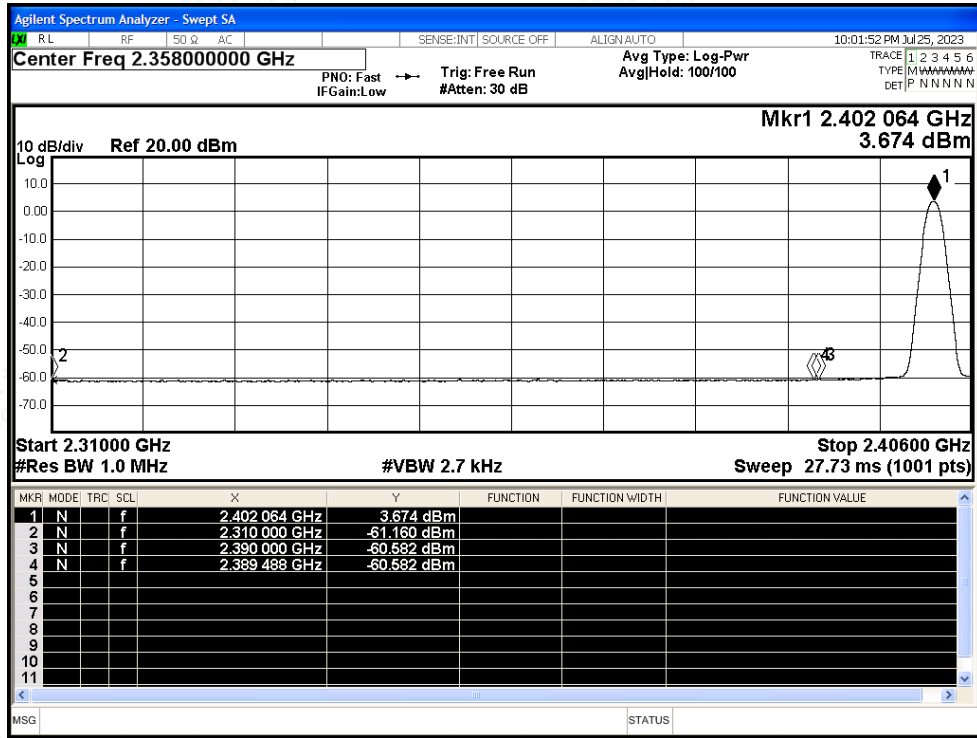 Agilent Spectrum Analyzer - Swept SA
LXI RL RF 50 Ω AC SENSE:INT SOURCE OFF ALIGN AUTO 10:01:52 PM Jul 25, 2023
Center Freq 2.358000000 GHz
PNO: Fast
IFGain:Low
Trig: Free Run
#Atten: 30 dB
Avg Type: Log-Pwr
Avg|Hold: 100/100
TRACE 1 2 3 4 5 6
TYPE M
DET P N N N N N
Mkr1 2.402 064 GHz
3.674 dBm
10 dB/div Ref 20.00 dBm
Log
10.0
0.00
-10.0
-20.0
-30.0
-40.0
-50.0
-60.0
-70.0
1
2
43
Start 2.31000 GHz Stop 2.40600 GHz
#Res BW 1.0 MHz #VBW 2.7 kHz Sweep 27.73 ms (1001 pts)
MKR MODE TRC SCL X Y FUNCTION FUNCTION WIDTH FUNCTION VALUE
1 N f 2.402 064 GHz 3.674 dBm
2 N f 2.310 000 GHz -61.160 dBm
3 N f 2.390 000 GHz -60.582 dBm
4 N f 2.389 488 GHz -60.582 dBm
5
6
7
8
9
10
11
MSG STATUS